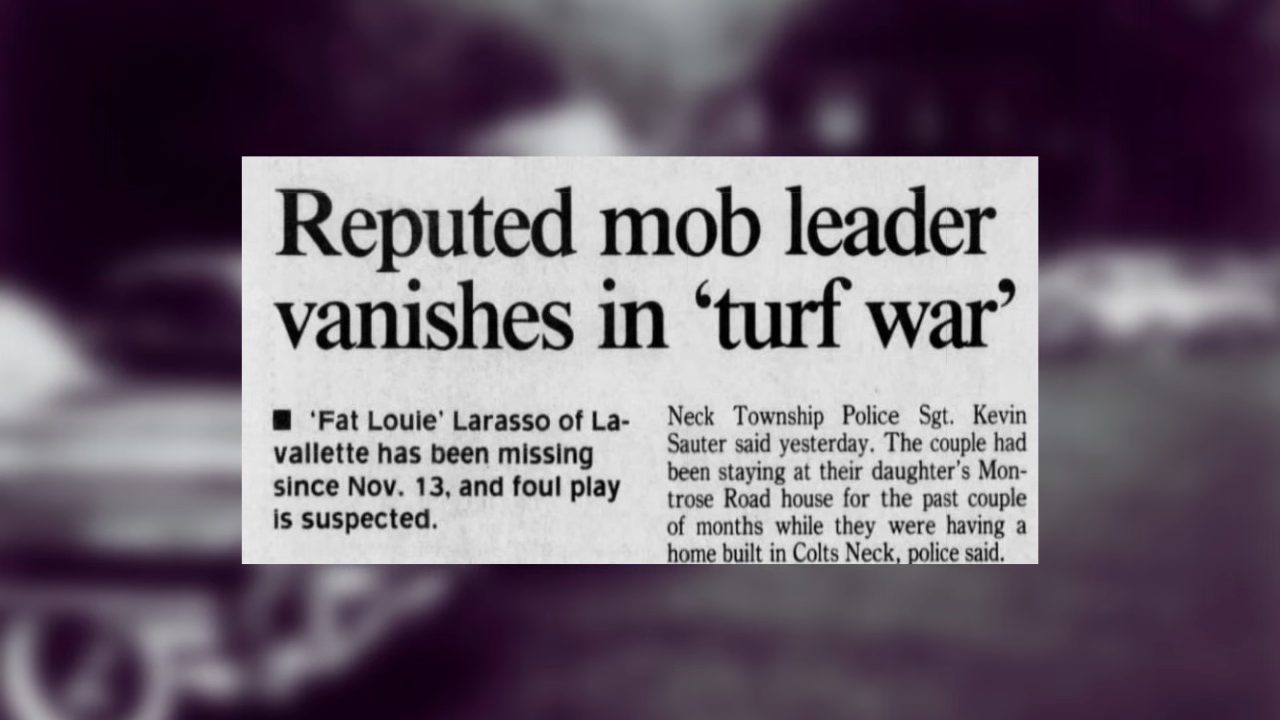 Reputed mob leader
vanishes in ‘turf war’
■ ‘Fat Louie’ Larasso of La-
vallette has been missing
since Nov. 13, and foul play
is suspected.
Neck Township Police Sgt. Kevin
Sauter said yesterday. The couple had
been staying at their daughter’s Mon-
trose Road house for the past couple
of months while they were having a
home built in Colts Neck, police said.